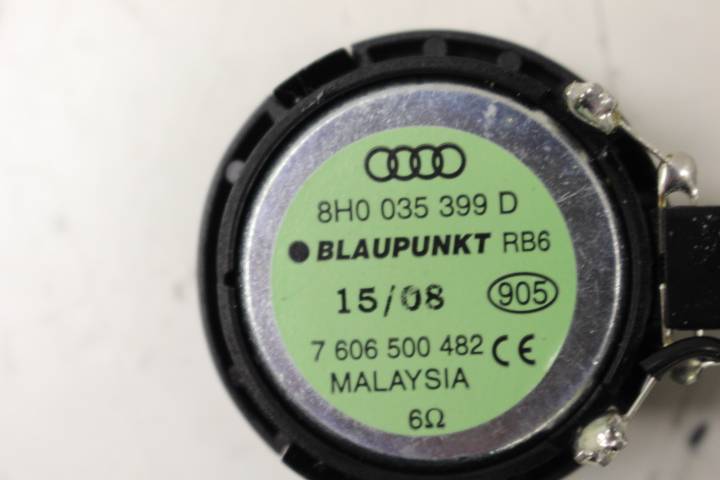 8H0 035 399 D
BLAUPUNKT RB6
15/08 905
7 606 500 482 CE
MALAYSIA
6Ω